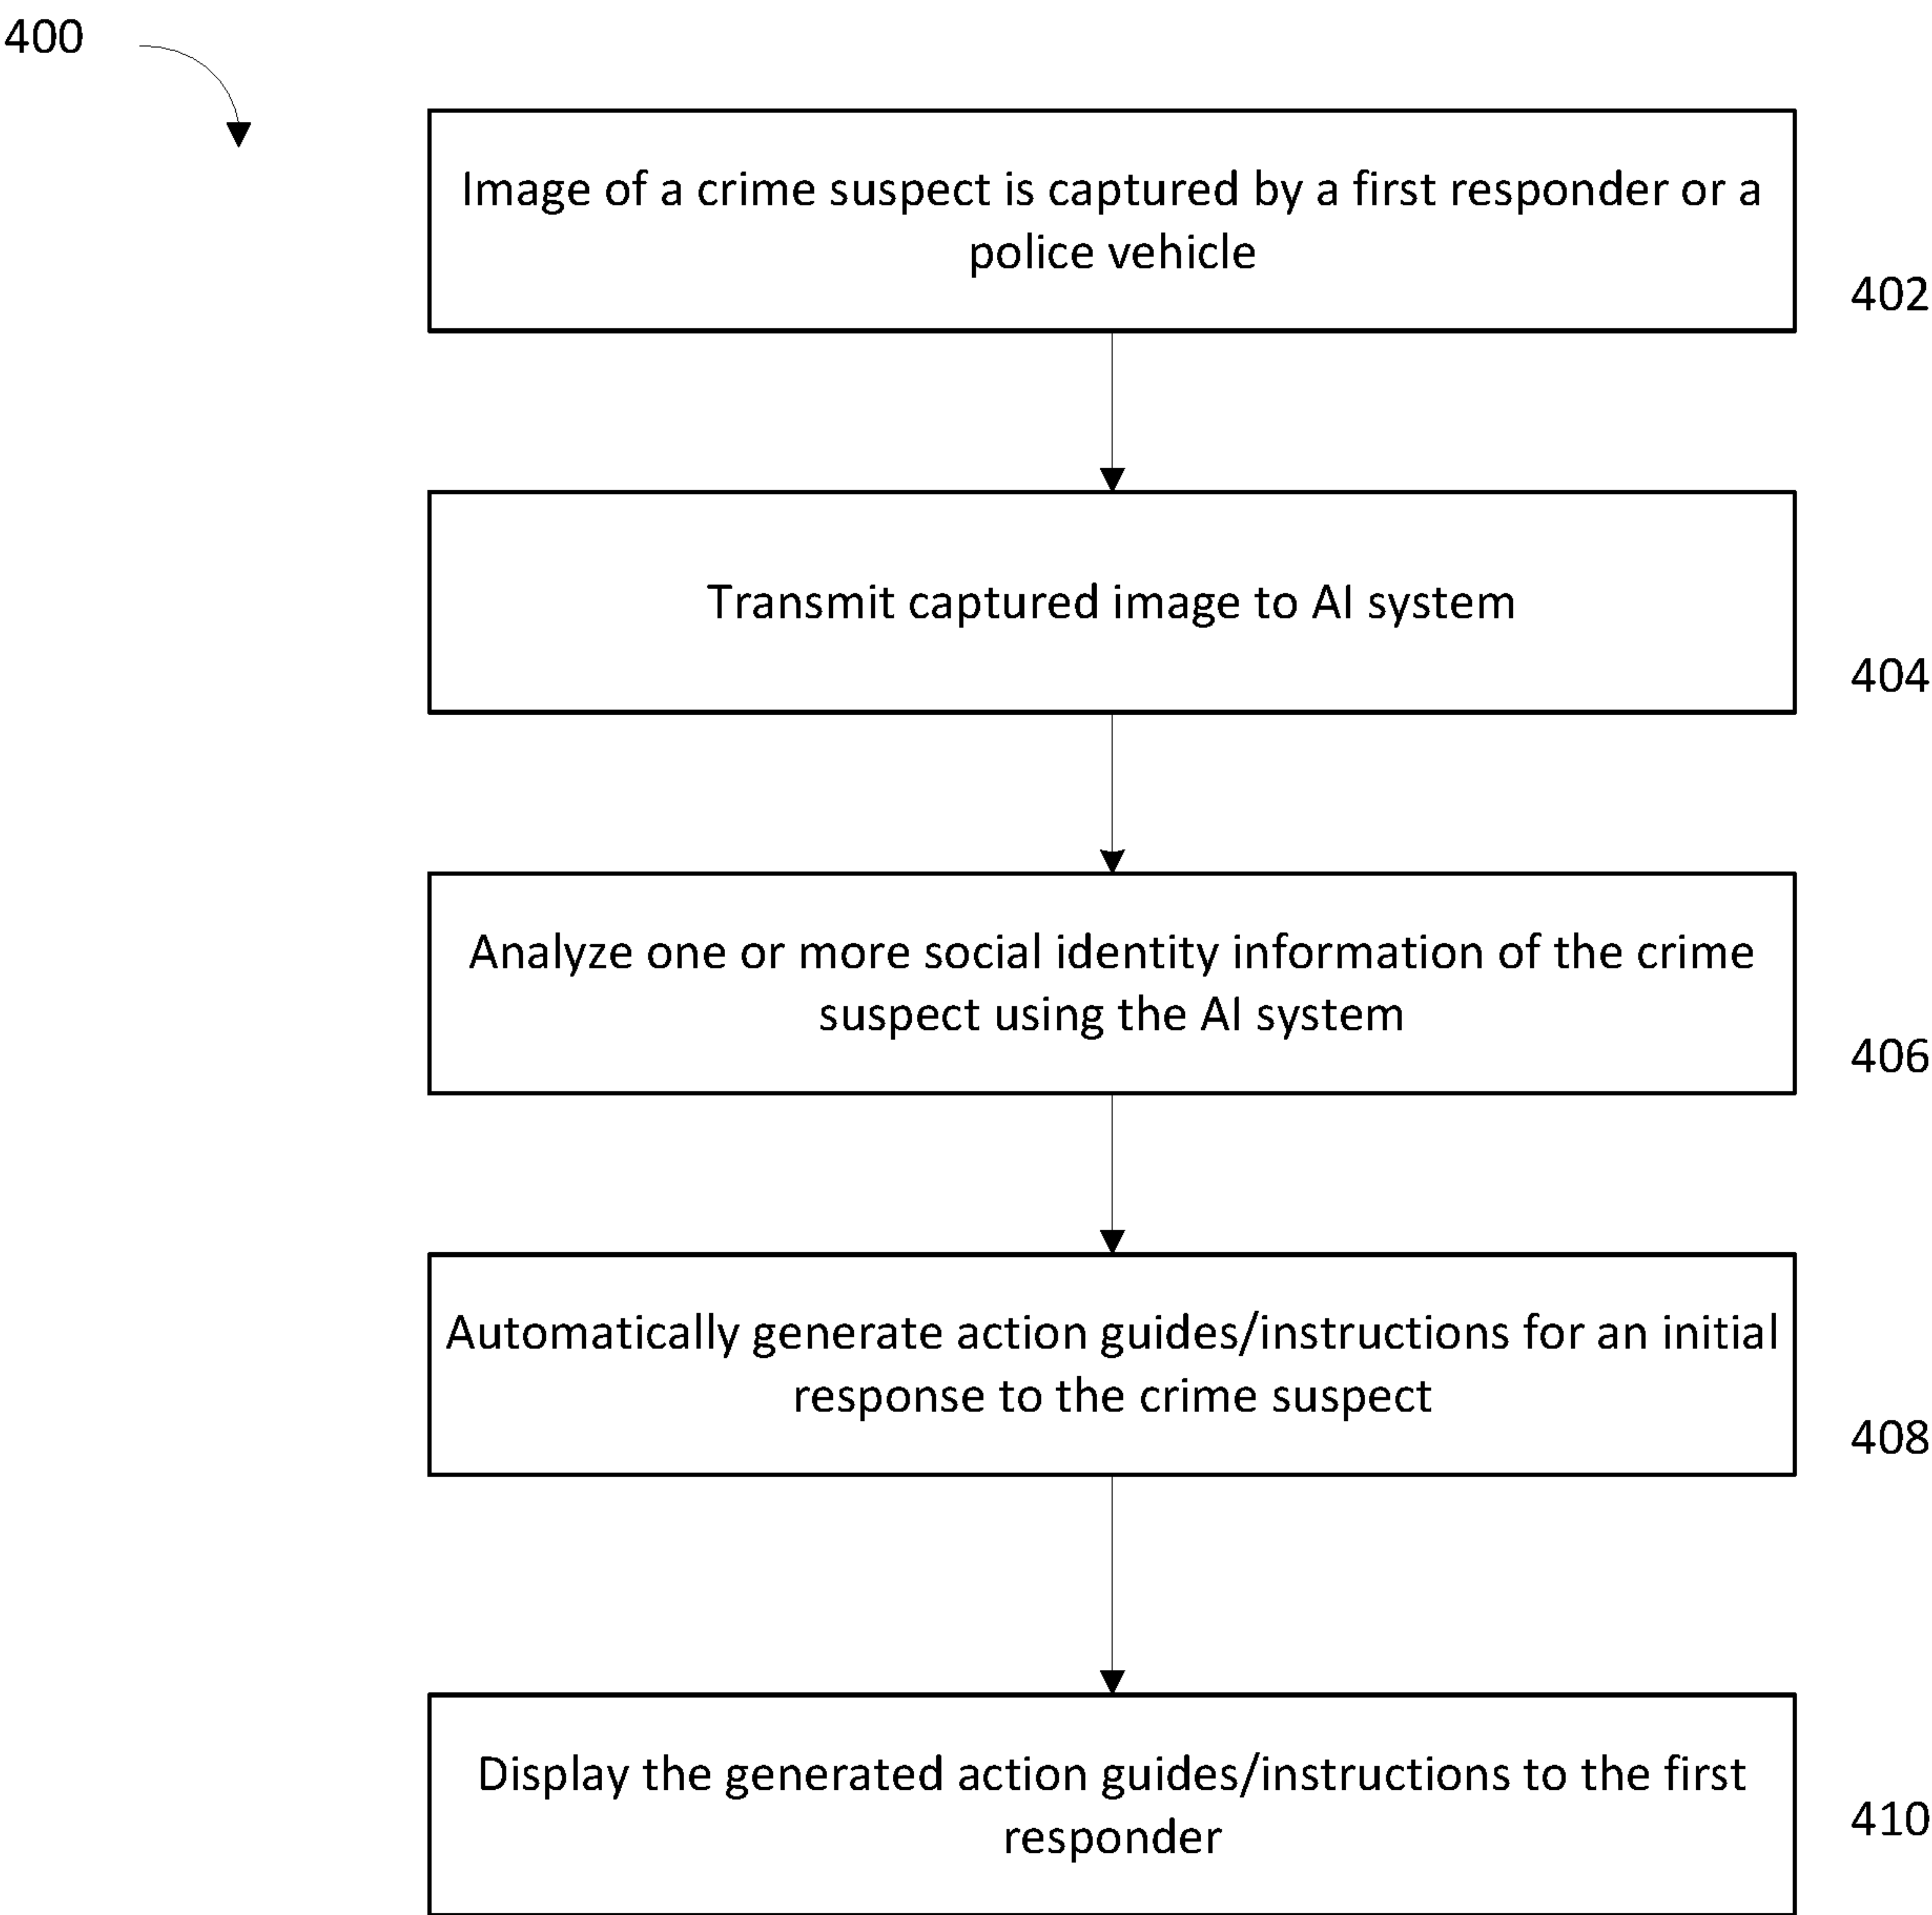 400
Image of a crime suspect is captured by a first responder or a
police vehicle
402
Transmit captured image to AI system
404
Analyze one or more social identity information of the crime
suspect using the AI system
406
Automatically generate action guides/instructions for an initial
response to the crime suspect
408
Display the generated action guides/instructions to the first
responder
410